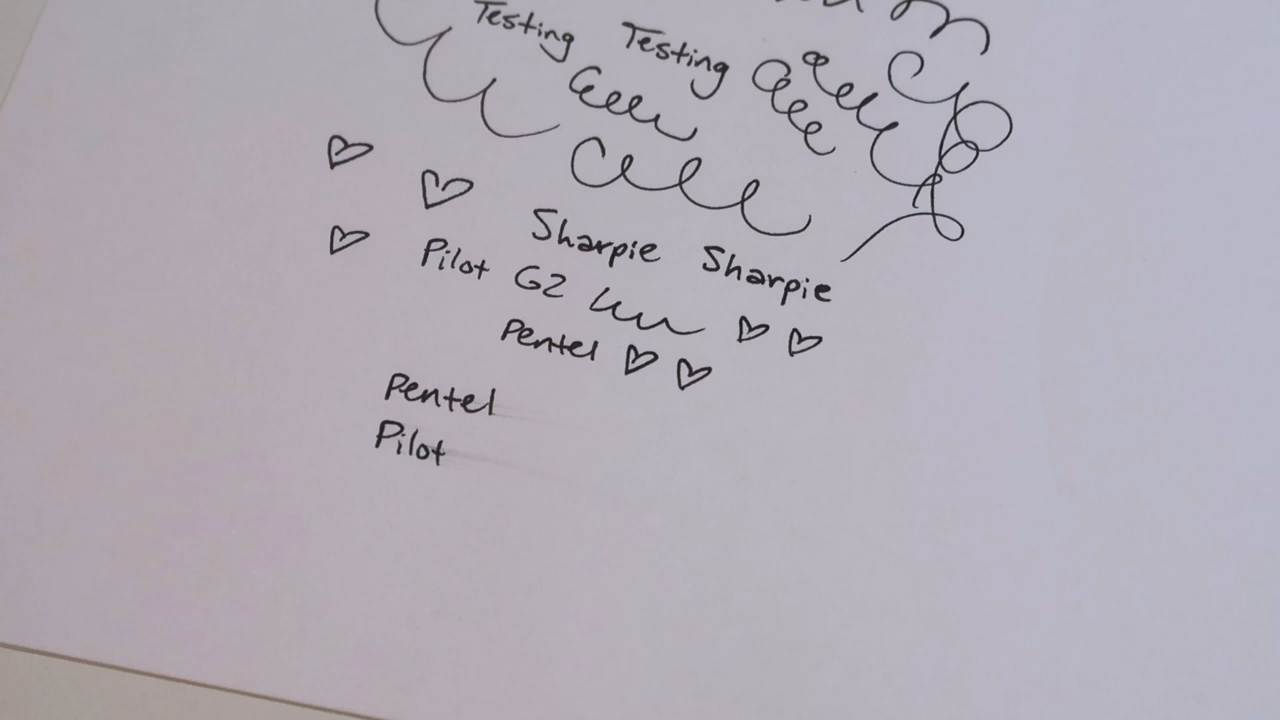 Testing Testing
Sharpie Sharpie
Pilot G2
Pentel
Pentel
Pilot